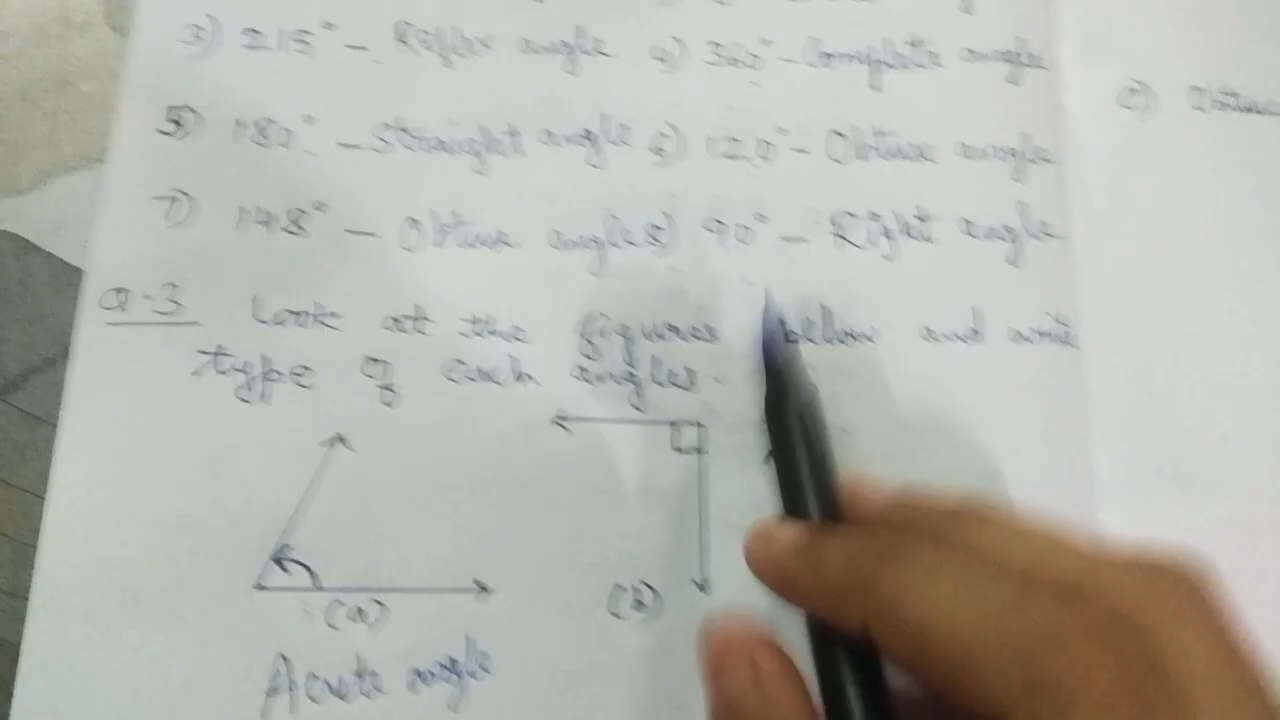 3) 215° - Reflex angle 4) 360° - Complete angle
5) 180° - Straight angle 6) 120° - Obtuse angle
7) 148° - Obtuse angle 8) 90° - Right angle
Q-3 Look at the figures bellow and write
type of each angles.
(a)
(b)
Acute angle
c)